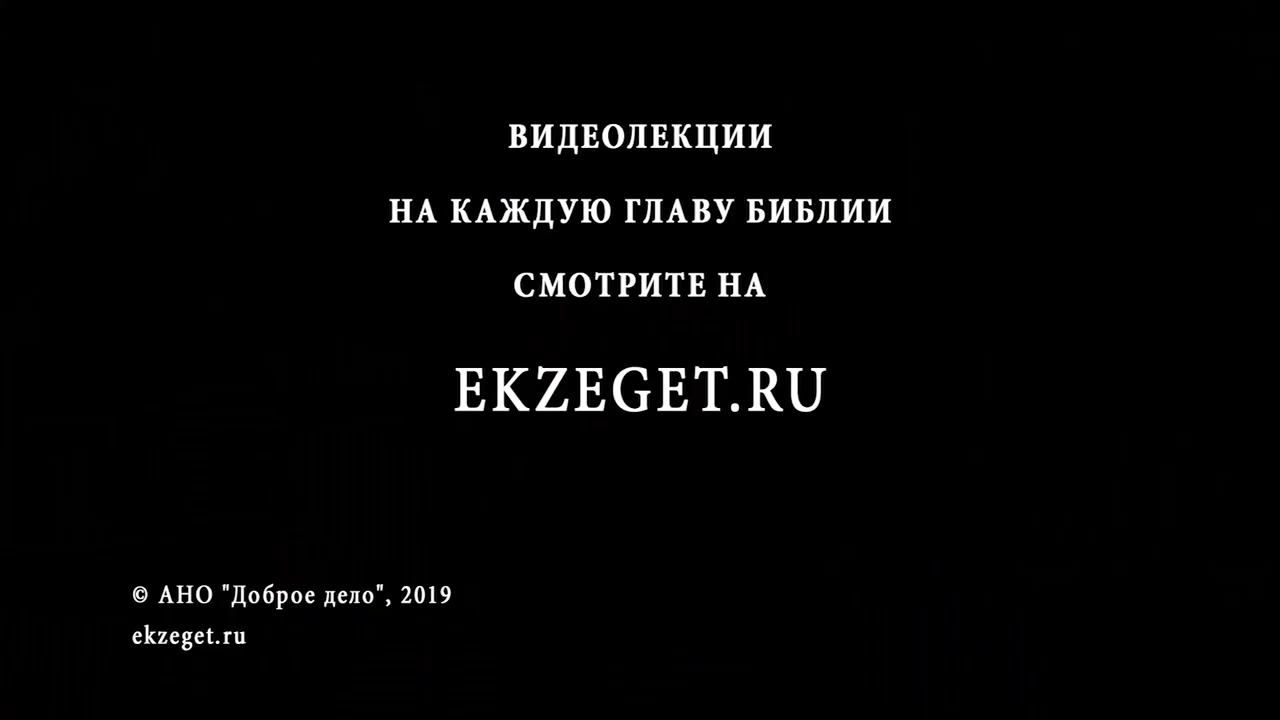 ВИДЕОЛЕКЦИИ
НА КАЖДУЮ ГЛАВУ БИБЛИИ
СМОТРИТЕ НА
EKZEGET.RU
© АНО "Доброе дело", 2019
ekzeget.ru